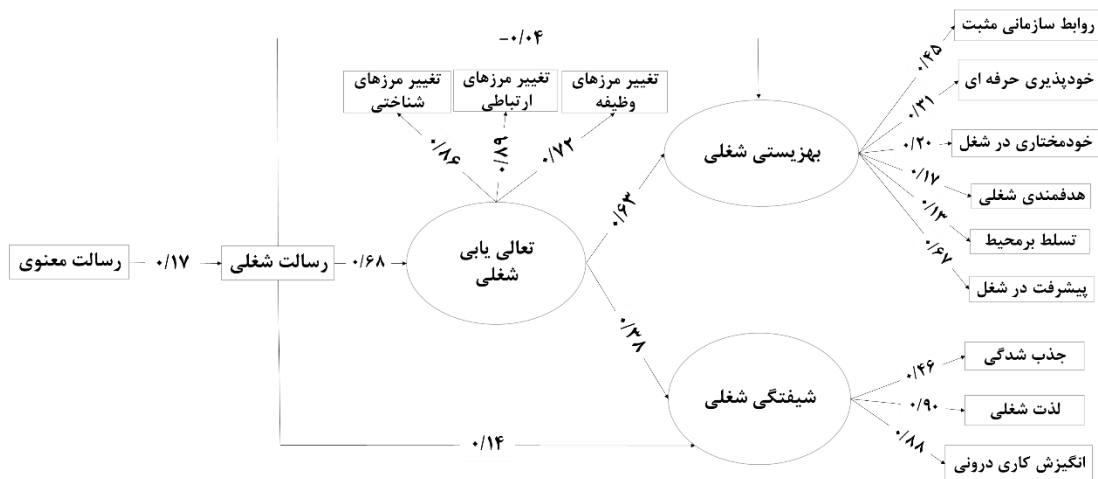 -۰/۰۴
روابط سازمانی مثبت
۰/۴۵
خودپذیری حرفه ای
۰/۳۱
خودمختاری در شغل
۰/۲۰
هدفمندی شغلی
۰/۱۷
تسلط برمحیط
۰/۱۳
پیشرفت در شغل
۰/۶۷
بهزیستی شغلی
تغییر مرزهای
وظیفه
۰/۷۲
تغییر مرزهای
ارتباطی
۰/۸۹
تغییر مرزهای
شناختی
۰/۸۶
۰/۶۳
تعالی یابی
شغلی
۰/۶۸
رسالت شغلی
۰/۱۷
رسالت معنوی
۰/۳۸
شیفتگی شغلی
۰/۱۴
جذب شدگی
۰/۴۶
لذت شغلی
۰/۹۰
انگیزش کاری درونی
۰/۸۸